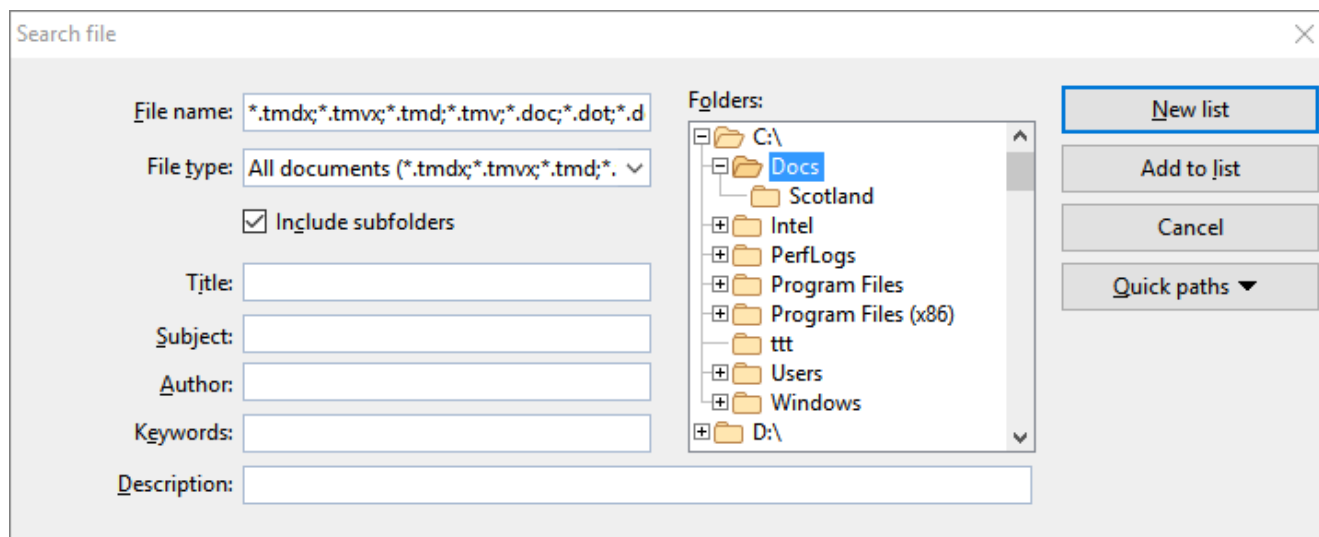 Search file
File name: *.tmdx;*.tmvx;*.tmd;*.tmv;*.doc;*.dot;*.d
File type: All documents (*.tmdx;*.tmvx;*.tmd;*.
Include subfolders
Title:
Subject:
Author:
Keywords:
Description:
Folders:
C:\
Docs
Scotland
Intel
PerfLogs
Program Files
Program Files (x86)
ttt
Users
Windows
D:\
New list
Add to list
Cancel
Quick paths